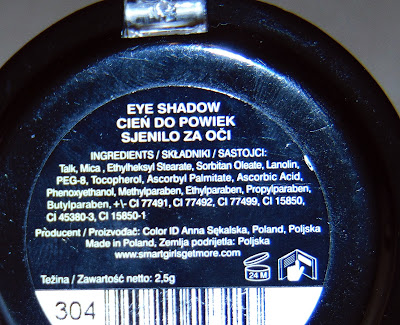 EYE SHADOW
CIEŃ DO POWIEK
SJENILO ZA OČI
INGREDIENTS / SKŁADNIKI / SASTOJCI:
Talk, Mica , Ethylheksyl Stearate, Sorbitan Oleate, Lanolin,
PEG-8, Tocopherol, Ascorbyl Palmitate, Ascorbic Acid,
Phenoxyethanol, Methylparaben, Ethylparaben, Propylparaben,
Butylparaben, +\- CI 77491, CI 77492, CI 77499, CI 15850,
CI 45380-3, CI 15850-1
Producent / Proizvođač: Color ID Anna Sękalska, Poland, Poljska
Made in Poland, Zemlja podrijetla: Poljska
www.smartgirlsgetmore.com
Težina / Zawartość netto: 2,5g
24 M
304